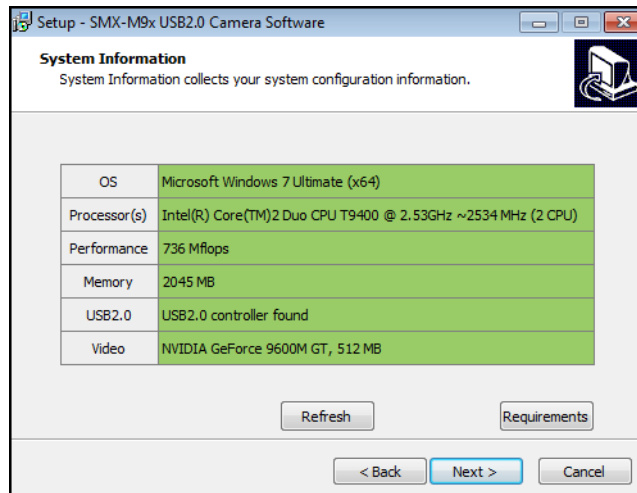 Setup - SMX-M9x USB2.0 Camera Software
System Information
System Information collects your system configuration information.
OS Microsoft Windows 7 Ultimate (x64)
Processor(s) Intel(R) Core(TM)2 Duo CPU T9400 @ 2.53GHz ~2534 MHz (2 CPU)
Performance 736 Mflops
Memory 2045 MB
USB2.0 USB2.0 controller found
Video NVIDIA GeForce 9600M GT, 512 MB
Refresh Requirements
< Back Next > Cancel